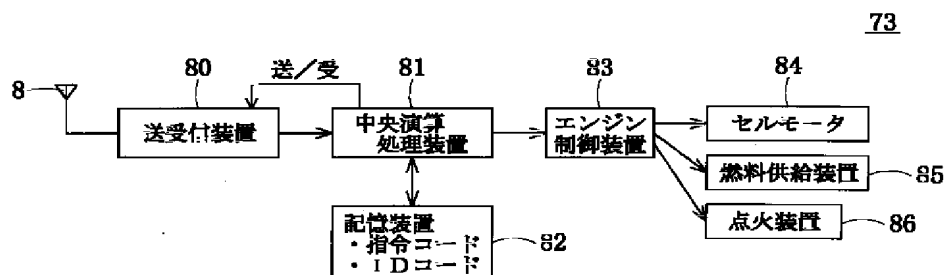 73
80
送/受
81
83
84
8
送受信装置
中央演算
処理装置
エンジン
制御装置
セルモータ
燃料供給装置
85
点火装置
86
記憶装置
・指令コード
・IDコード
82